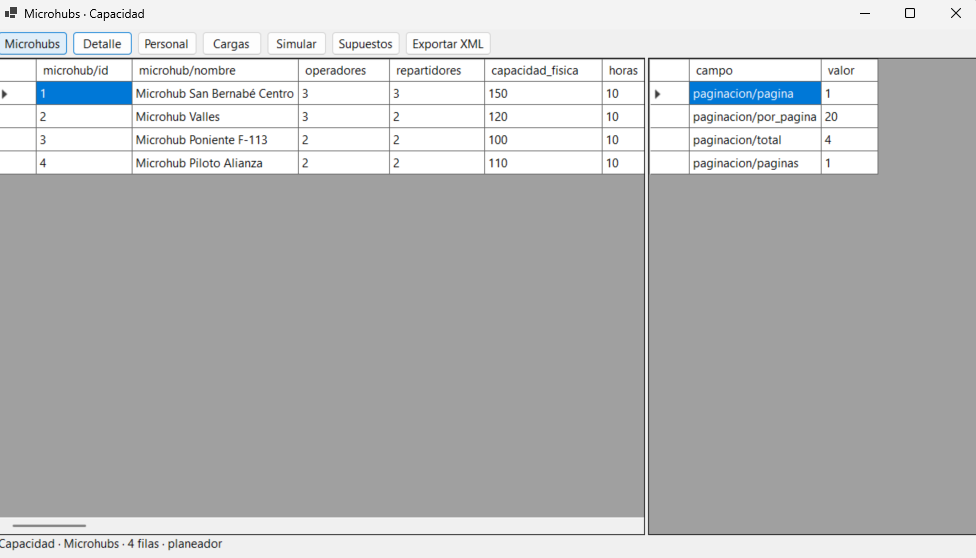 Microhubs · Capacidad
Microhubs Detalle Personal Cargas Simular Supuestos Exportar XML
microhub/id microhub/nombre operadores repartidores capacidad_fisica horas campo valor
1 Microhub San Bernabé Centro 3 3 150 10 paginacion/pagina 1
2 Microhub Valles 3 2 120 10 paginacion/por_pagina 20
3 Microhub Poniente F-113 2 2 100 10 paginacion/total 4
4 Microhub Piloto Alianza 2 2 110 10 paginacion/paginas 1
Capacidad · Microhubs · 4 filas · planeador